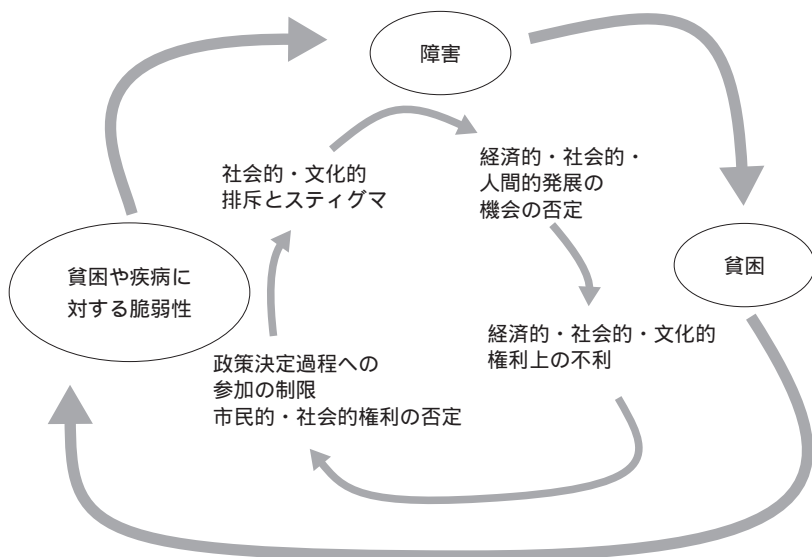 障害
社会的・文化的
排斥とスティグマ
経済的・社会的・
人間的発展の
機会の否定
貧困や疾病に
対する脆弱性
貧困
政策決定過程への
参加の制限
市民的・社会的権利の否定
経済的・社会的・文化的
権利上の不利